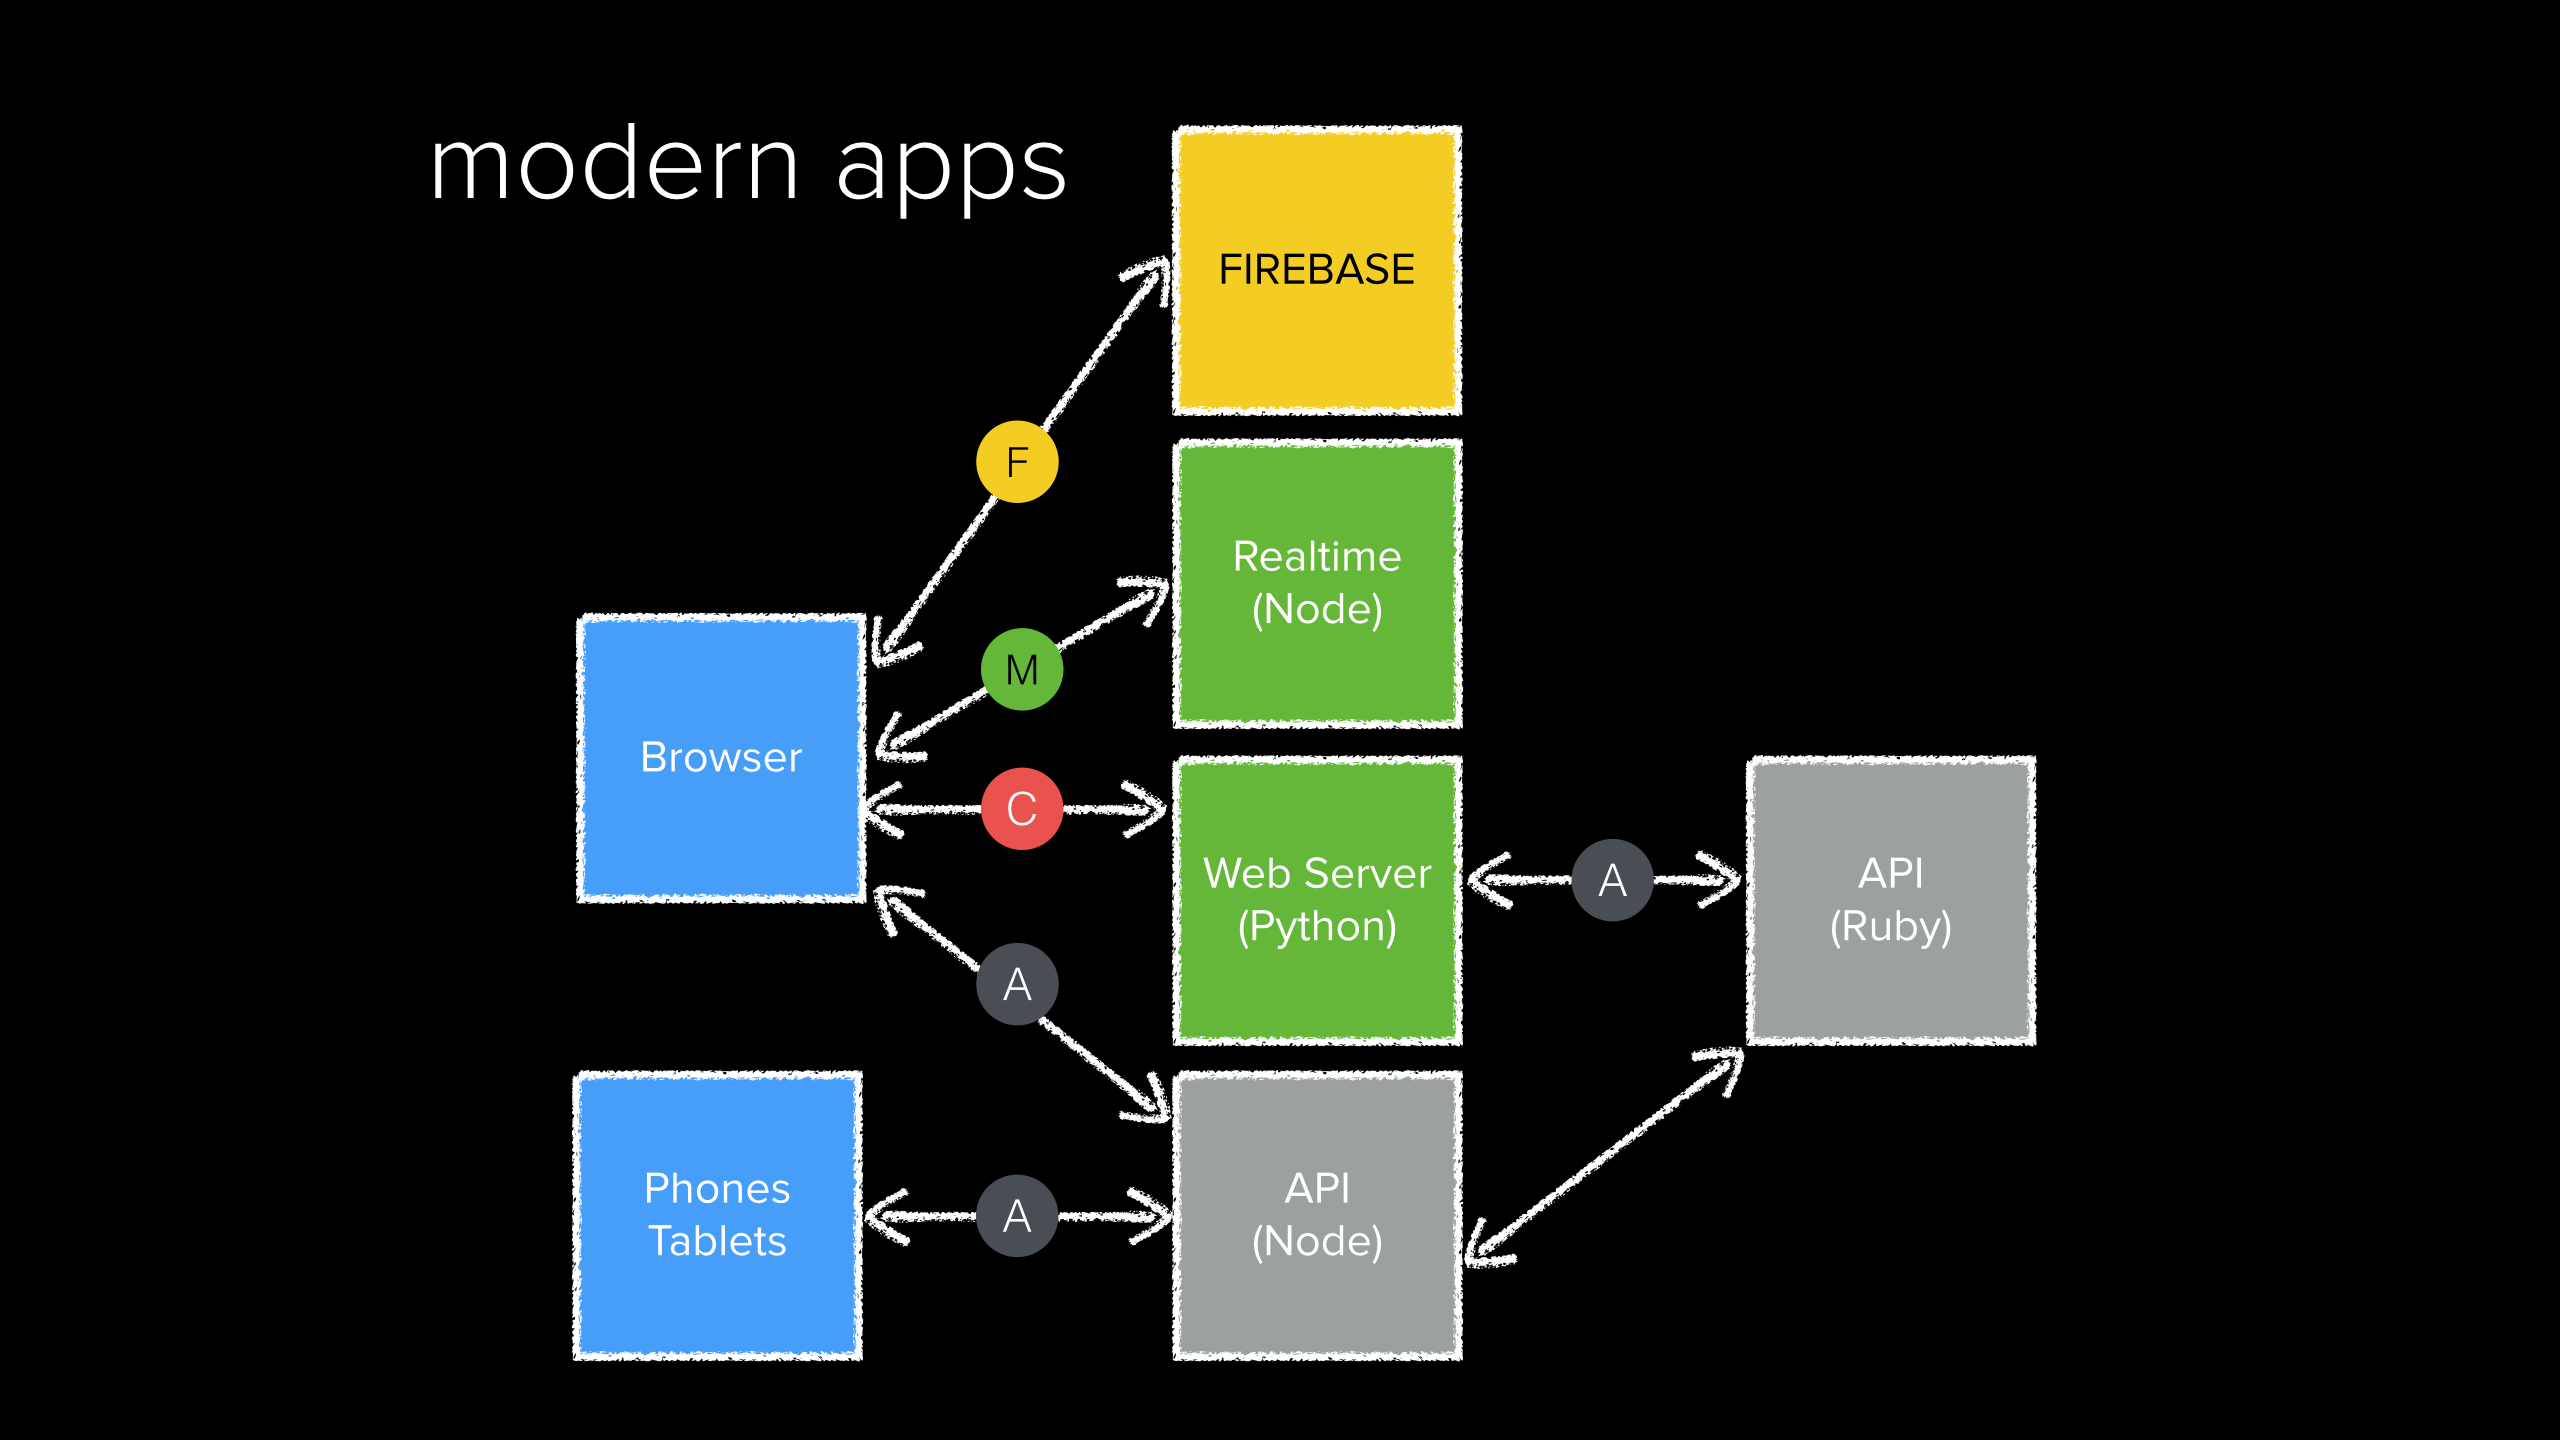 modern apps
FIREBASE
F
Realtime
(Node)
M
Browser
C
Web Server
(Python)
A
API
(Ruby)
A
Phones
Tablets
A
API
(Node)